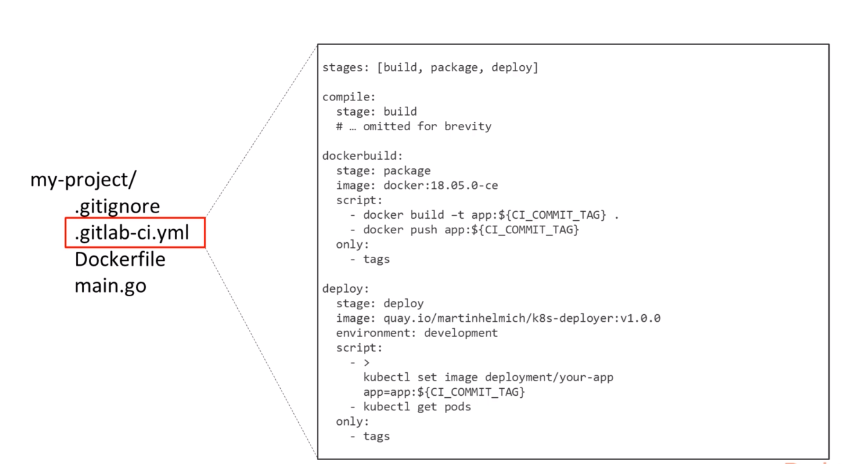 my-project/
.gitignore
.gitlab-ci.yml
Dockerfile
main.go
stages: [build, package, deploy]
compile:
  stage: build
  # … omitted for brevity
dockerbuild:
  stage: package
  image: docker:18.05.0-ce
  script:
    - docker build –t app:${CI_COMMIT_TAG} .
    - docker push app:${CI_COMMIT_TAG}
  only:
    - tags
deploy:
  stage: deploy
  image: quay.io/martinhelmich/k8s-deployer:v1.0.0
  environment: development
  script:
    - >
      kubectl set image deployment/your-app
      app=app:${CI_COMMIT_TAG}
    - kubectl get pods
  only:
    - tags